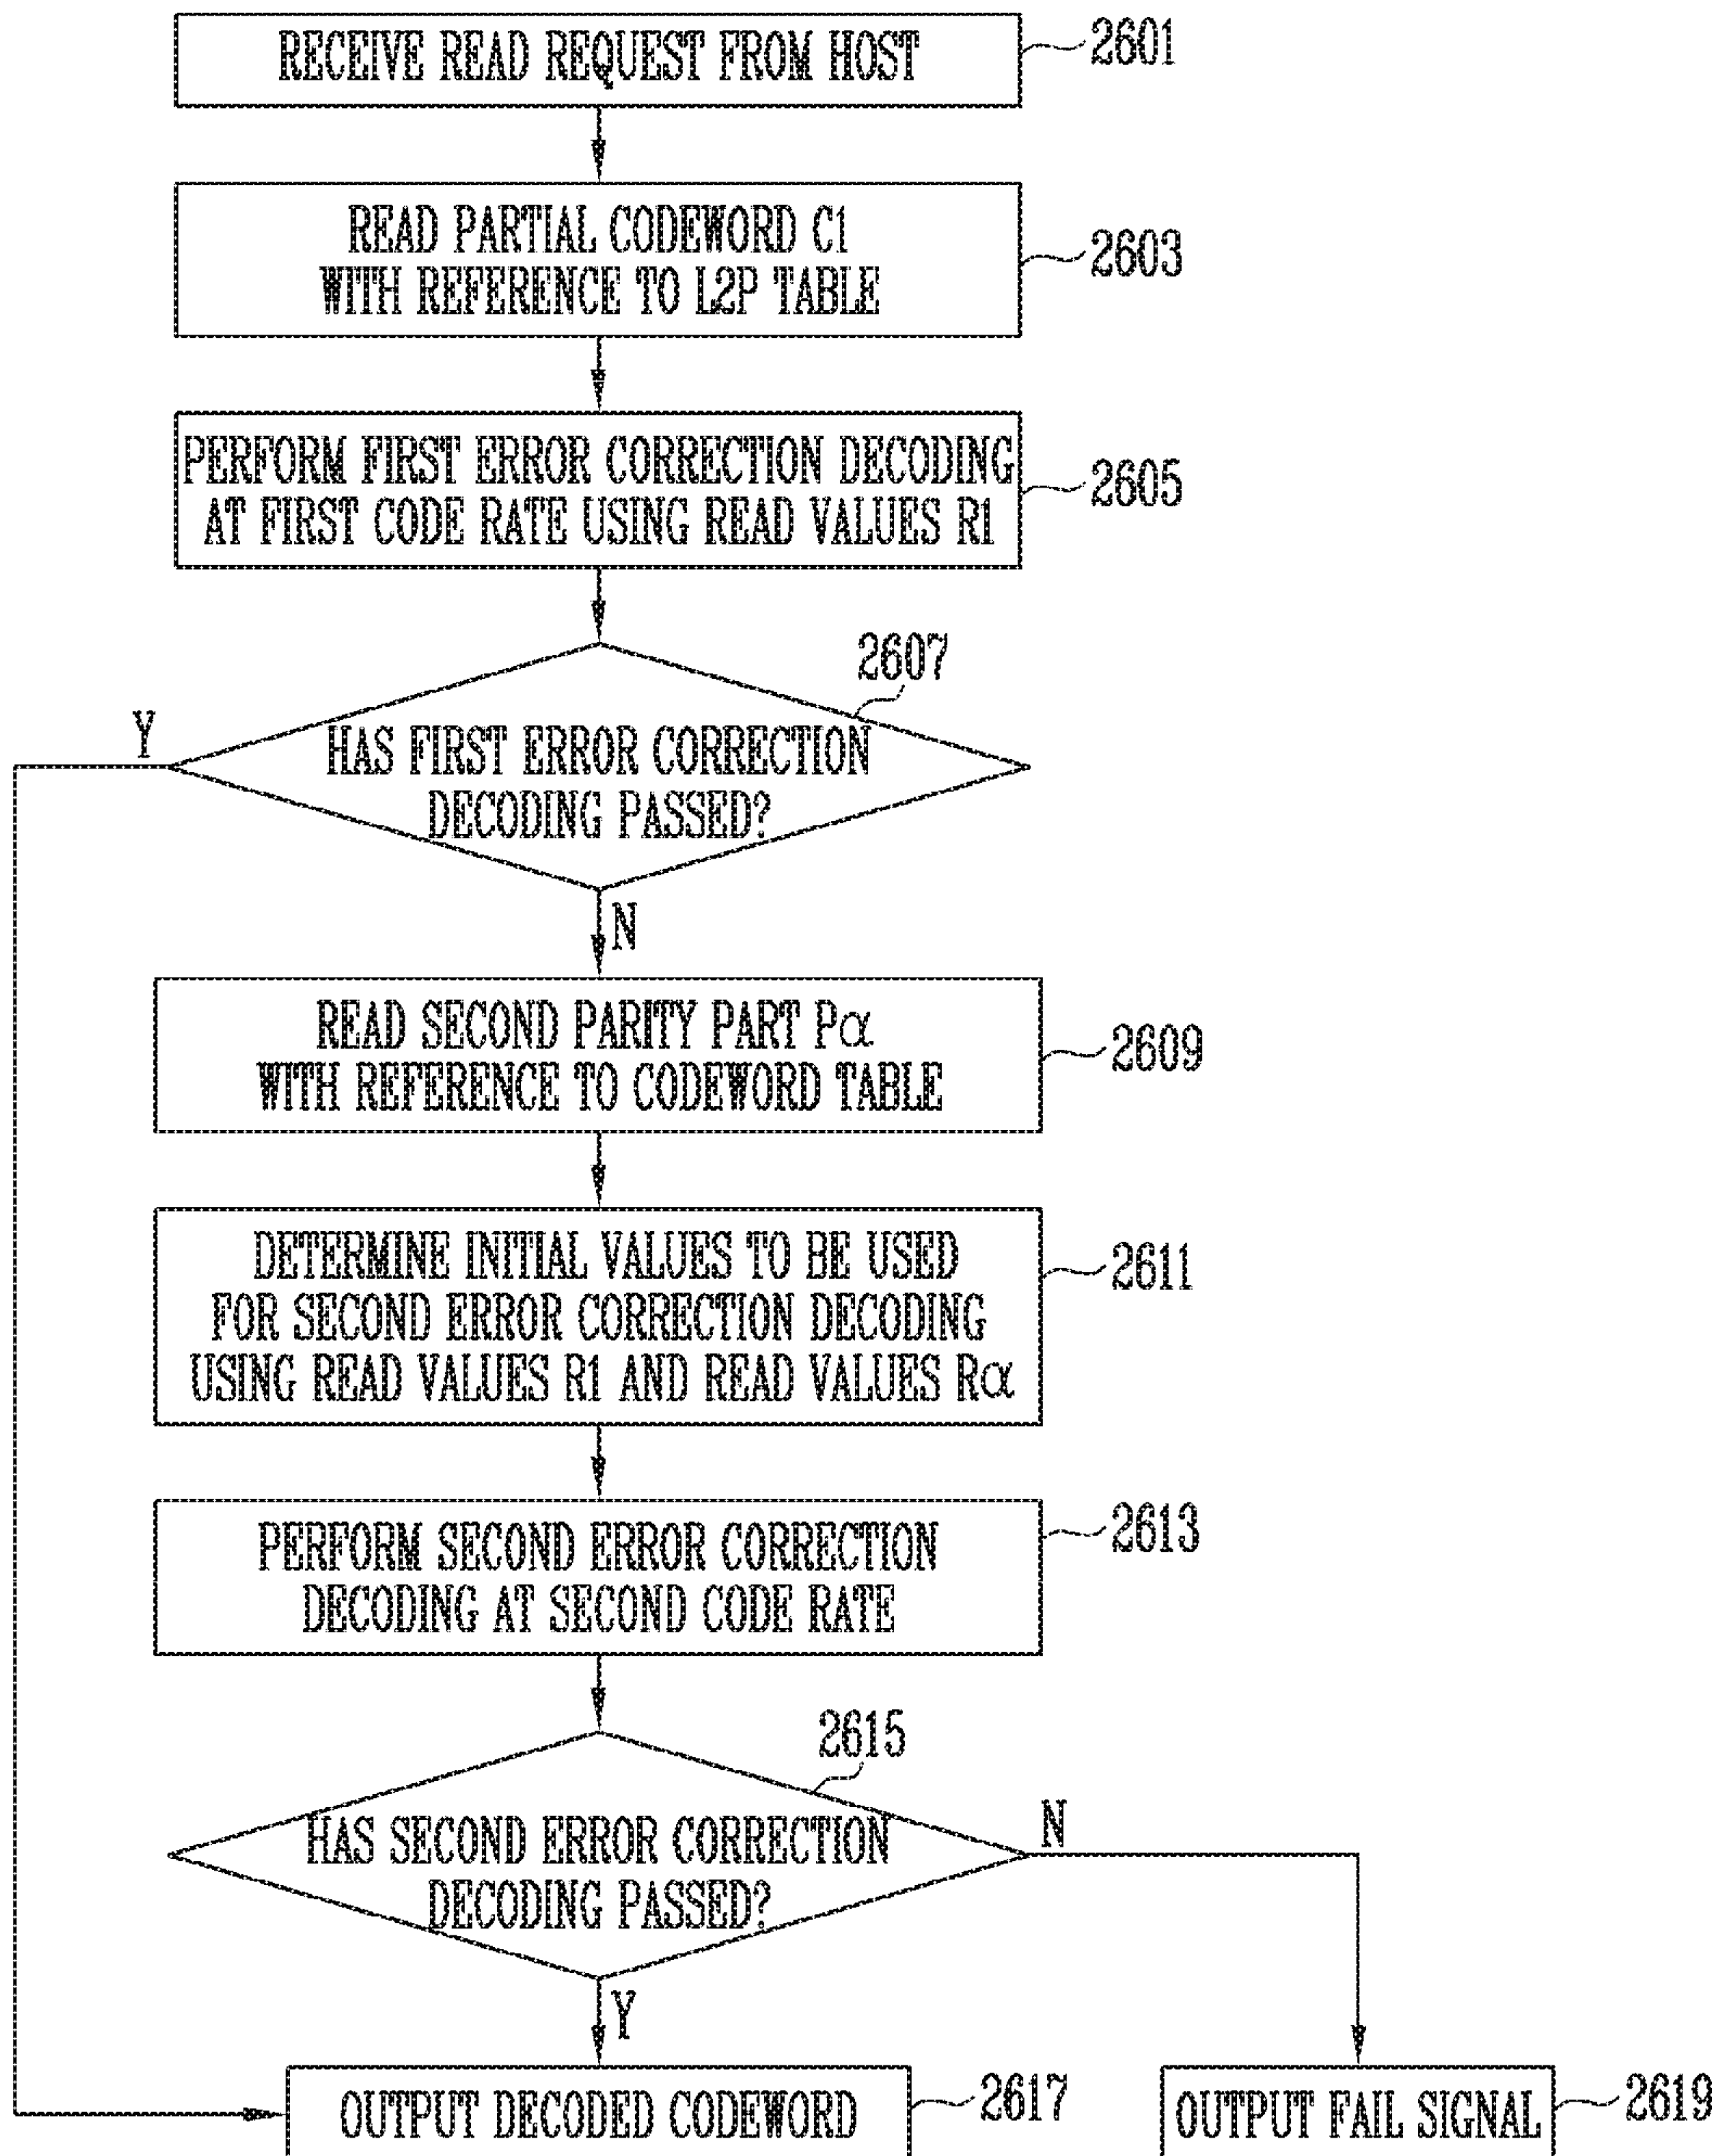 RECEIVE READ REQUEST FROM HOST
2601
READ PARTIAL CODEWORD C1
WITH REFERENCE TO L2P TABLE
2603
PERFORM FIRST ERROR CORRECTION DECODING
AT FIRST CODE RATE USING READ VALUES R1
2605
2607
Y
HAS FIRST ERROR CORRECTION
DECODING PASSED?
N
READ SECOND PARITY PART Pα
WITH REFERENCE TO CODEWORD TABLE
2609
DETERMINE INITIAL VALUES TO BE USED
FOR SECOND ERROR CORRECTION DECODING
USING READ VALUES R1 AND READ VALUES Rα
2611
PERFORM SECOND ERROR CORRECTION
DECODING AT SECOND CODE RATE
2613
2615
HAS SECOND ERROR CORRECTION
DECODING PASSED?
N
Y
OUTPUT DECODED CODEWORD
2617
OUTPUT FAIL SIGNAL
2619